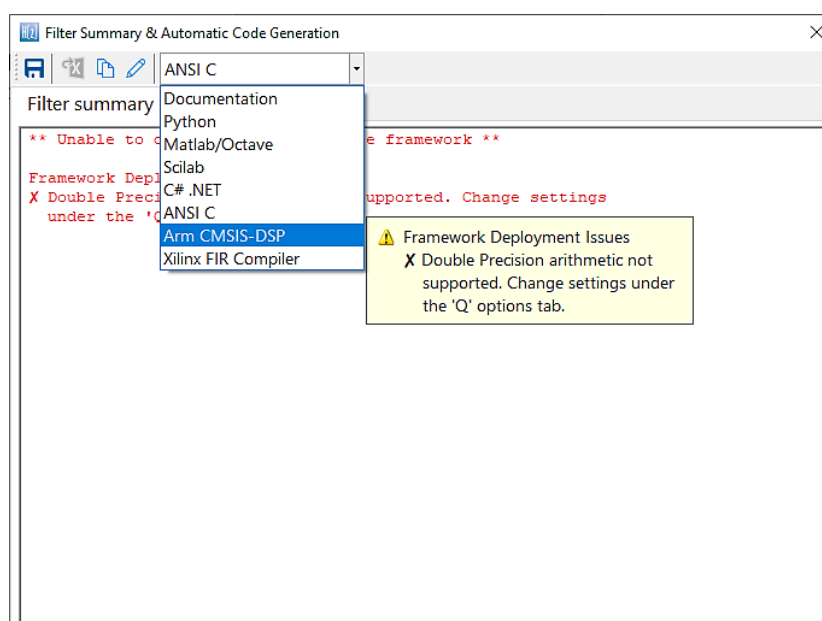 Filter Summary & Automatic Code Generation
ANSI C
Filter summary
Documentation
Python
Matlab/Octave
Scilab
C# .NET
ANSI C
Arm CMSIS-DSP
Xilinx FIR Compiler
** Unable to
e framework **
Framework Depl
X Double Preci
upported. Change settings
under the '
⚠ Framework Deployment Issues
✗ Double Precision arithmetic not
supported. Change settings under
the 'Q' options tab.